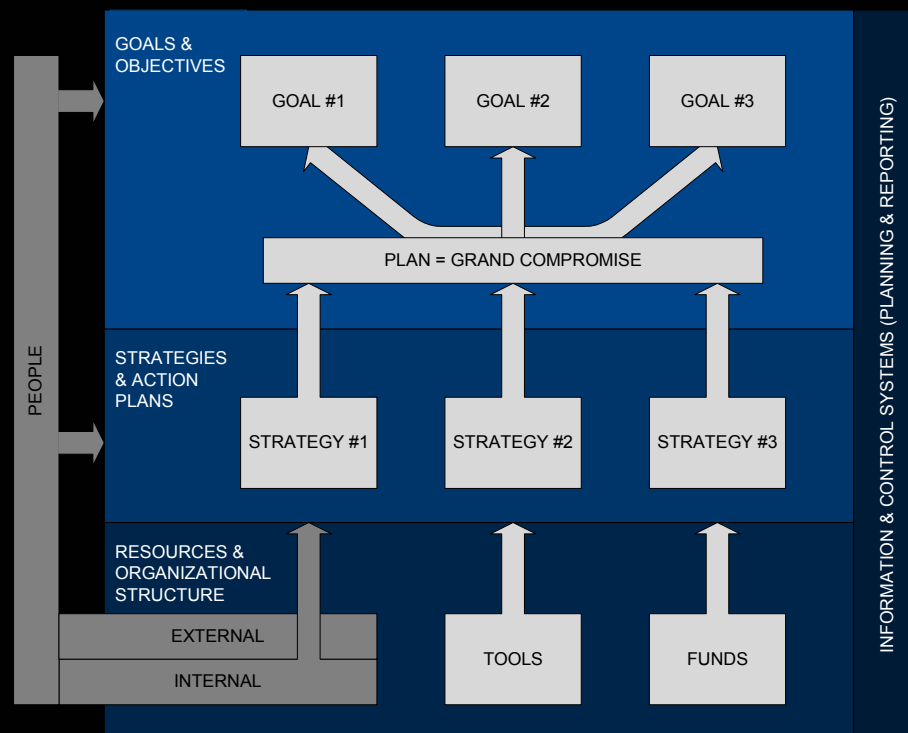 GOALS &
OBJECTIVES
GOAL #1
GOAL #2
GOAL #3
PLAN = GRAND COMPROMISE
STRATEGIES
& ACTION
PLANS
STRATEGY #1
STRATEGY #2
STRATEGY #3
RESOURCES &
ORGANIZATIONAL
STRUCTURE
EXTERNAL
INTERNAL
TOOLS
FUNDS
PEOPLE
INFORMATION & CONTROL SYSTEMS (PLANNING & REPORTING)